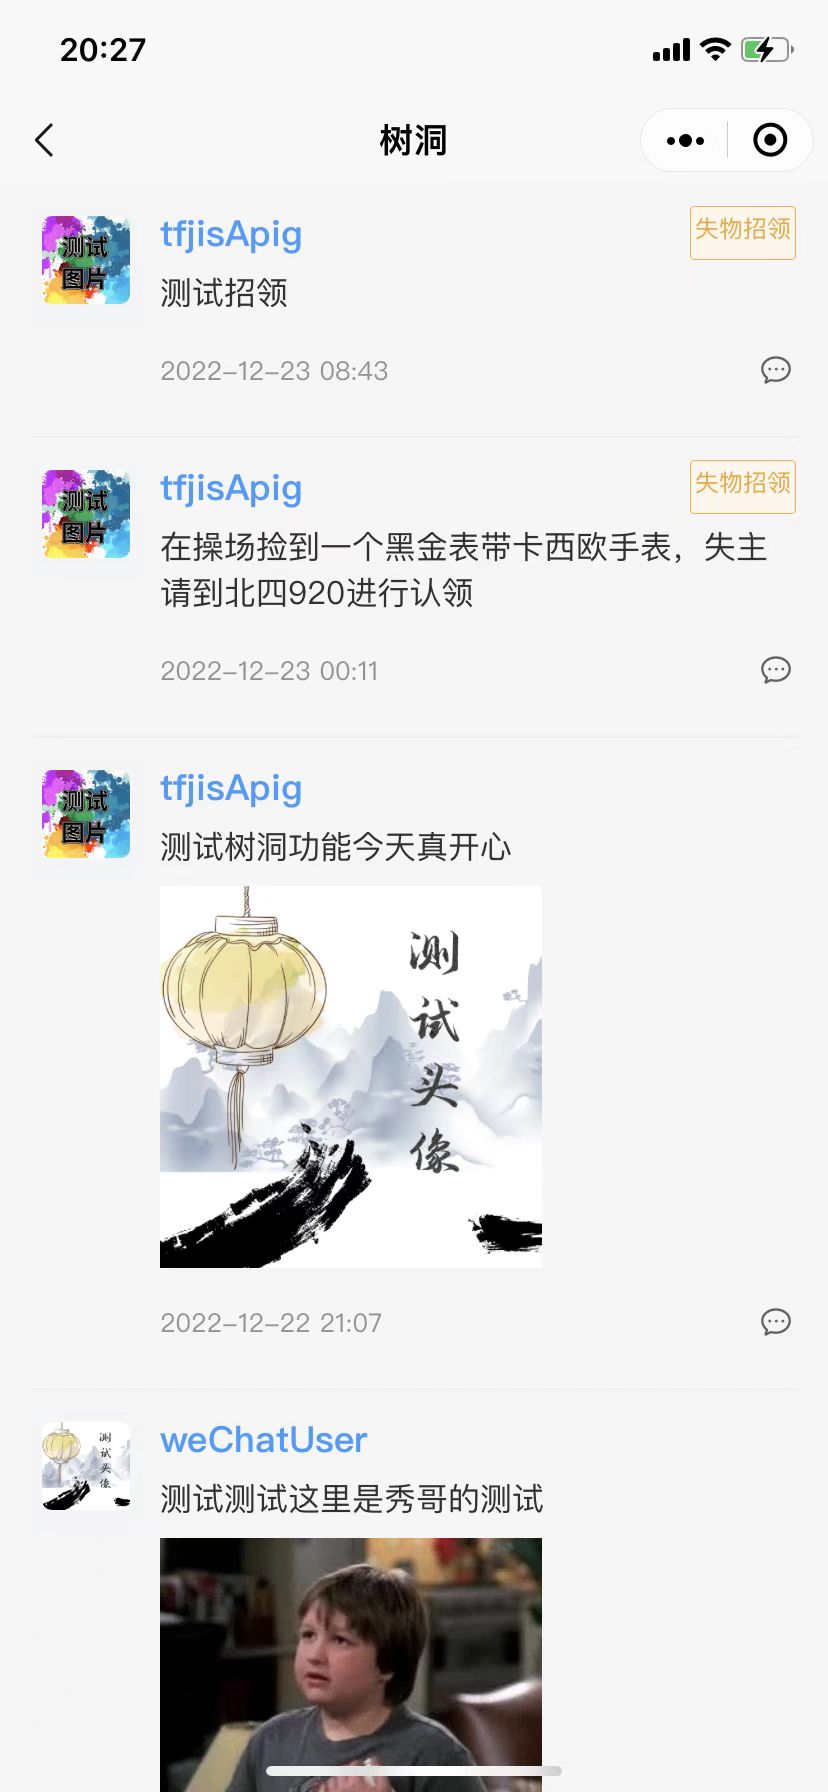 20:27
树洞
测试
图片
tfjisApig
失物招领
测试招领
2022-12-23 08:43
测试
图片
tfjisApig
失物招领
在操场捡到一个黑金表带卡西欧手表，失主
请到北四920进行认领
2022-12-23 00:11
测试
图片
tfjisApig
测试树洞功能今天真开心
测
试
头
像
2022-12-22 21:07
测
试
头
像
weChatUser
测试测试这里是秀哥的测试